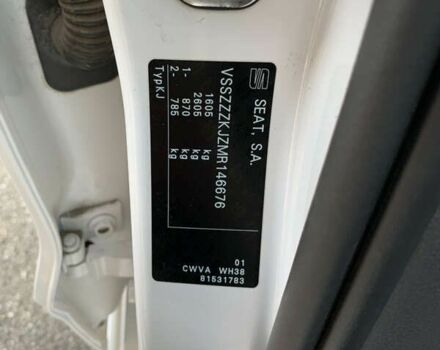 SEAT, S.A.
VSSZZZKJZMR146676
1605 kg
2605 kg
1- 870 kg
2- 785 kg
TypKJ
01
CWVA WH38
81531783